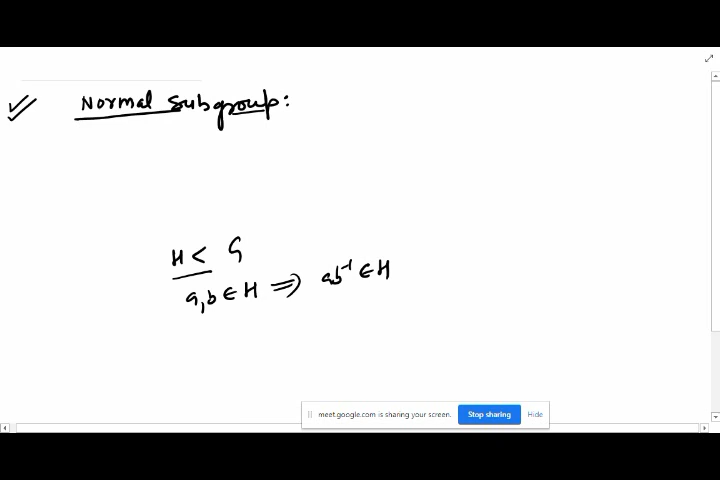 Normal Subgroup:
H < G
a,b ∈ H ⟹ ab⁻¹ ∈ H
meet.google.com is sharing your screen. Stop sharing Hide